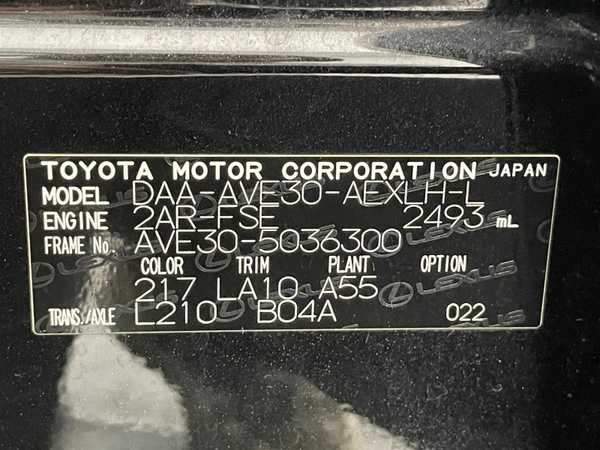 TOYOTA MOTOR CORPORATION JAPAN
MODEL DAA-AVE30-AEXLH-L
ENGINE 2AR-FSE 2493 mL
FRAME No. AVE30-5036300
COLOR TRIM PLANT OPTION
217 LA10 A55
TRANS./AXLE L210 B04A 022